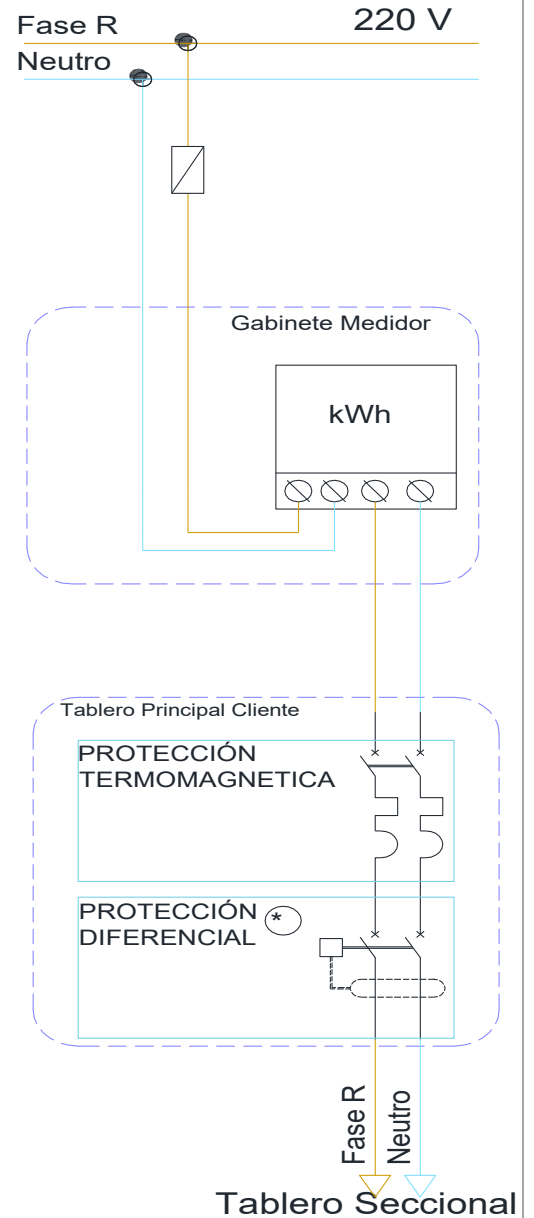 Fase R
220 V
Neutro
Gabinete Medidor
kWh
Tablero Principal Cliente
PROTECCIÓN
TERMOMAGNETICA
PROTECCIÓN *
DIFERENCIAL
Fase R
Neutro
Tablero Seccional